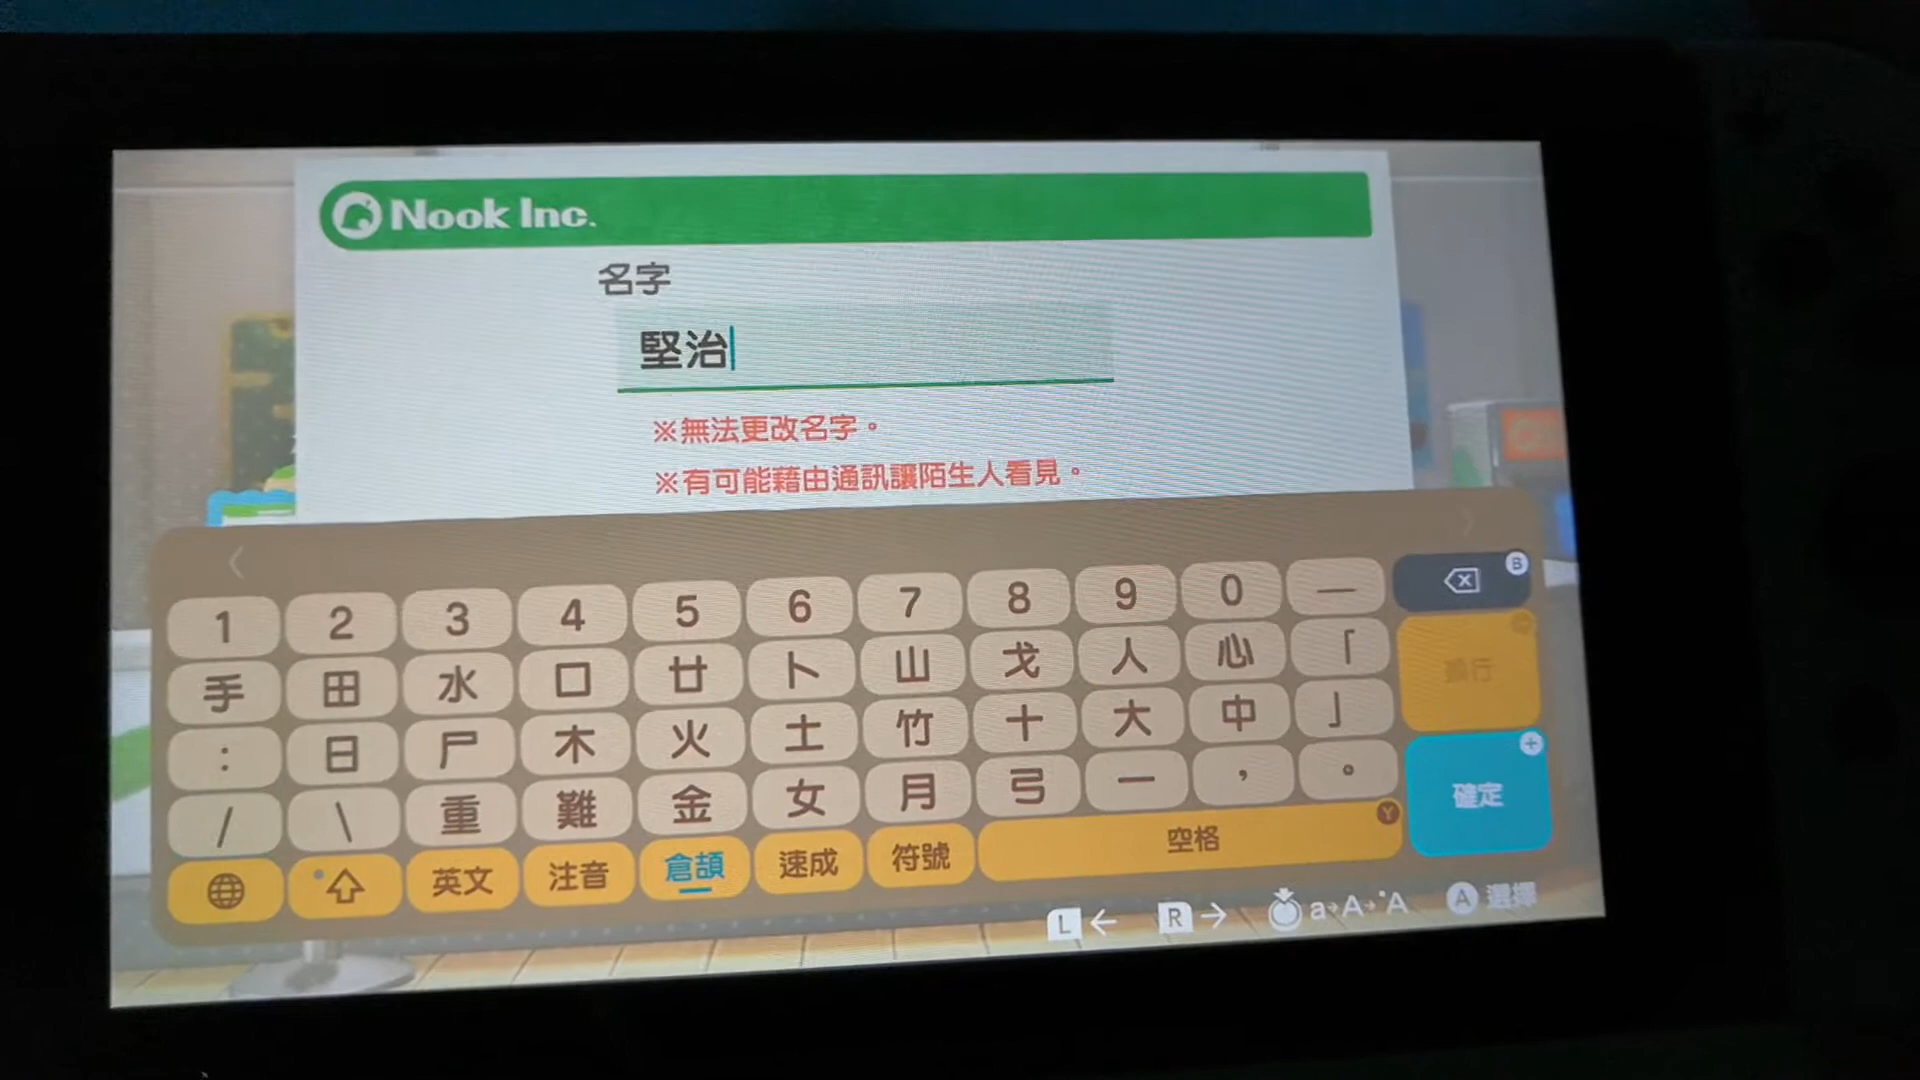 Nook Inc.
名字
堅治
※無法更改名字。
※有可能藉由通訊讓陌生人看見。
1 2 3 4 5 6 7 8 9 0 — B
手 田 水 口 廿 卜 山 戈 人 心 「 換行
: 日 尸 木 火 土 竹 十 大 中 」
/ \ 重 難 金 女 月 弓 一 , 。 確定 +
英文 注音 倉頡 速成 符號 空格 Y
L ← R → a→A→A A 選擇